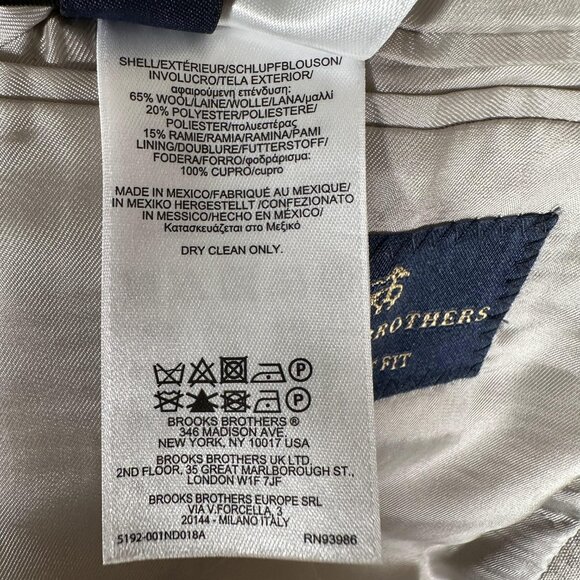 SHELL/EXTÉRIEUR/SCHLUPFBLOUSON/
INVOLUCRO/TELA EXTERIOR/
αφαιρούμενη επένδυση:
65% WOOL/LAINE/WOLLE/LANA/μαλλί
20% POLYESTER/POLIESTERE/
POLIESTER/πολυεστέρας
15% RAMIE/RAMIA/RAMINA/PAMI
LINING/DOUBLURE/FUTTERSTOFF/
FODERA/FORRO/φοδράρισμα:
100% CUPRO/cupro
MADE IN MEXICO/FABRIQUÉ AU MEXIQUE/
IN MEXIKO HERGESTELLT /CONFEZIONATO
IN MESSICO/HECHO EN MÉXICO/
Κατασκευάζεται στο Μεξικό
DRY CLEAN ONLY.
BROOKS BROTHERS ®
346 MADISON AVE.
NEW YORK, NY 10017 USA
BROOKS BROTHERS UK LTD.
2ND FLOOR, 35 GREAT MARLBOROUGH ST.,
LONDON W1F 7JF
BROOKS BROTHERS EUROPE SRL
VIA V.FORCELLA, 3
20144 - MILANO ITALY
5192-001ND018A RN93986
BROTHERS
FIT